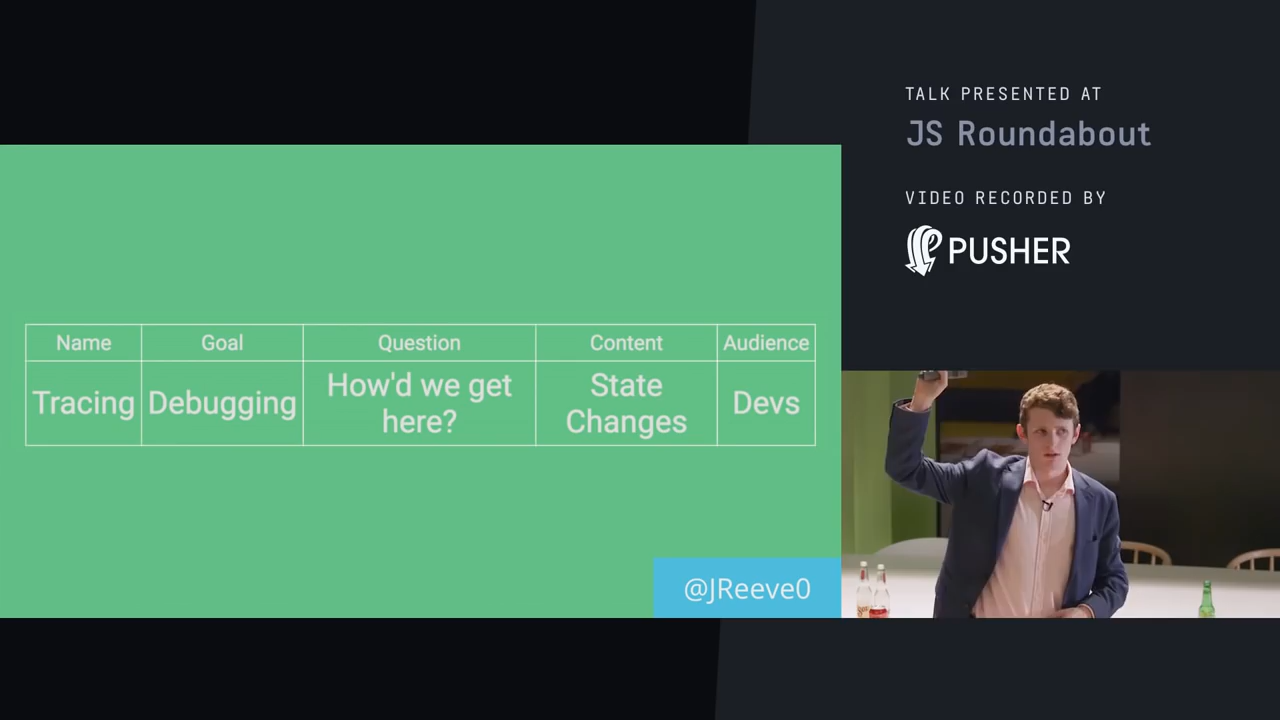 TALK PRESENTED AT
JS Roundabout
VIDEO RECORDED BY
PUSHER
Name Goal Question Content Audience
Tracing Debugging How'd we get here? State Changes Devs
@JReeve0